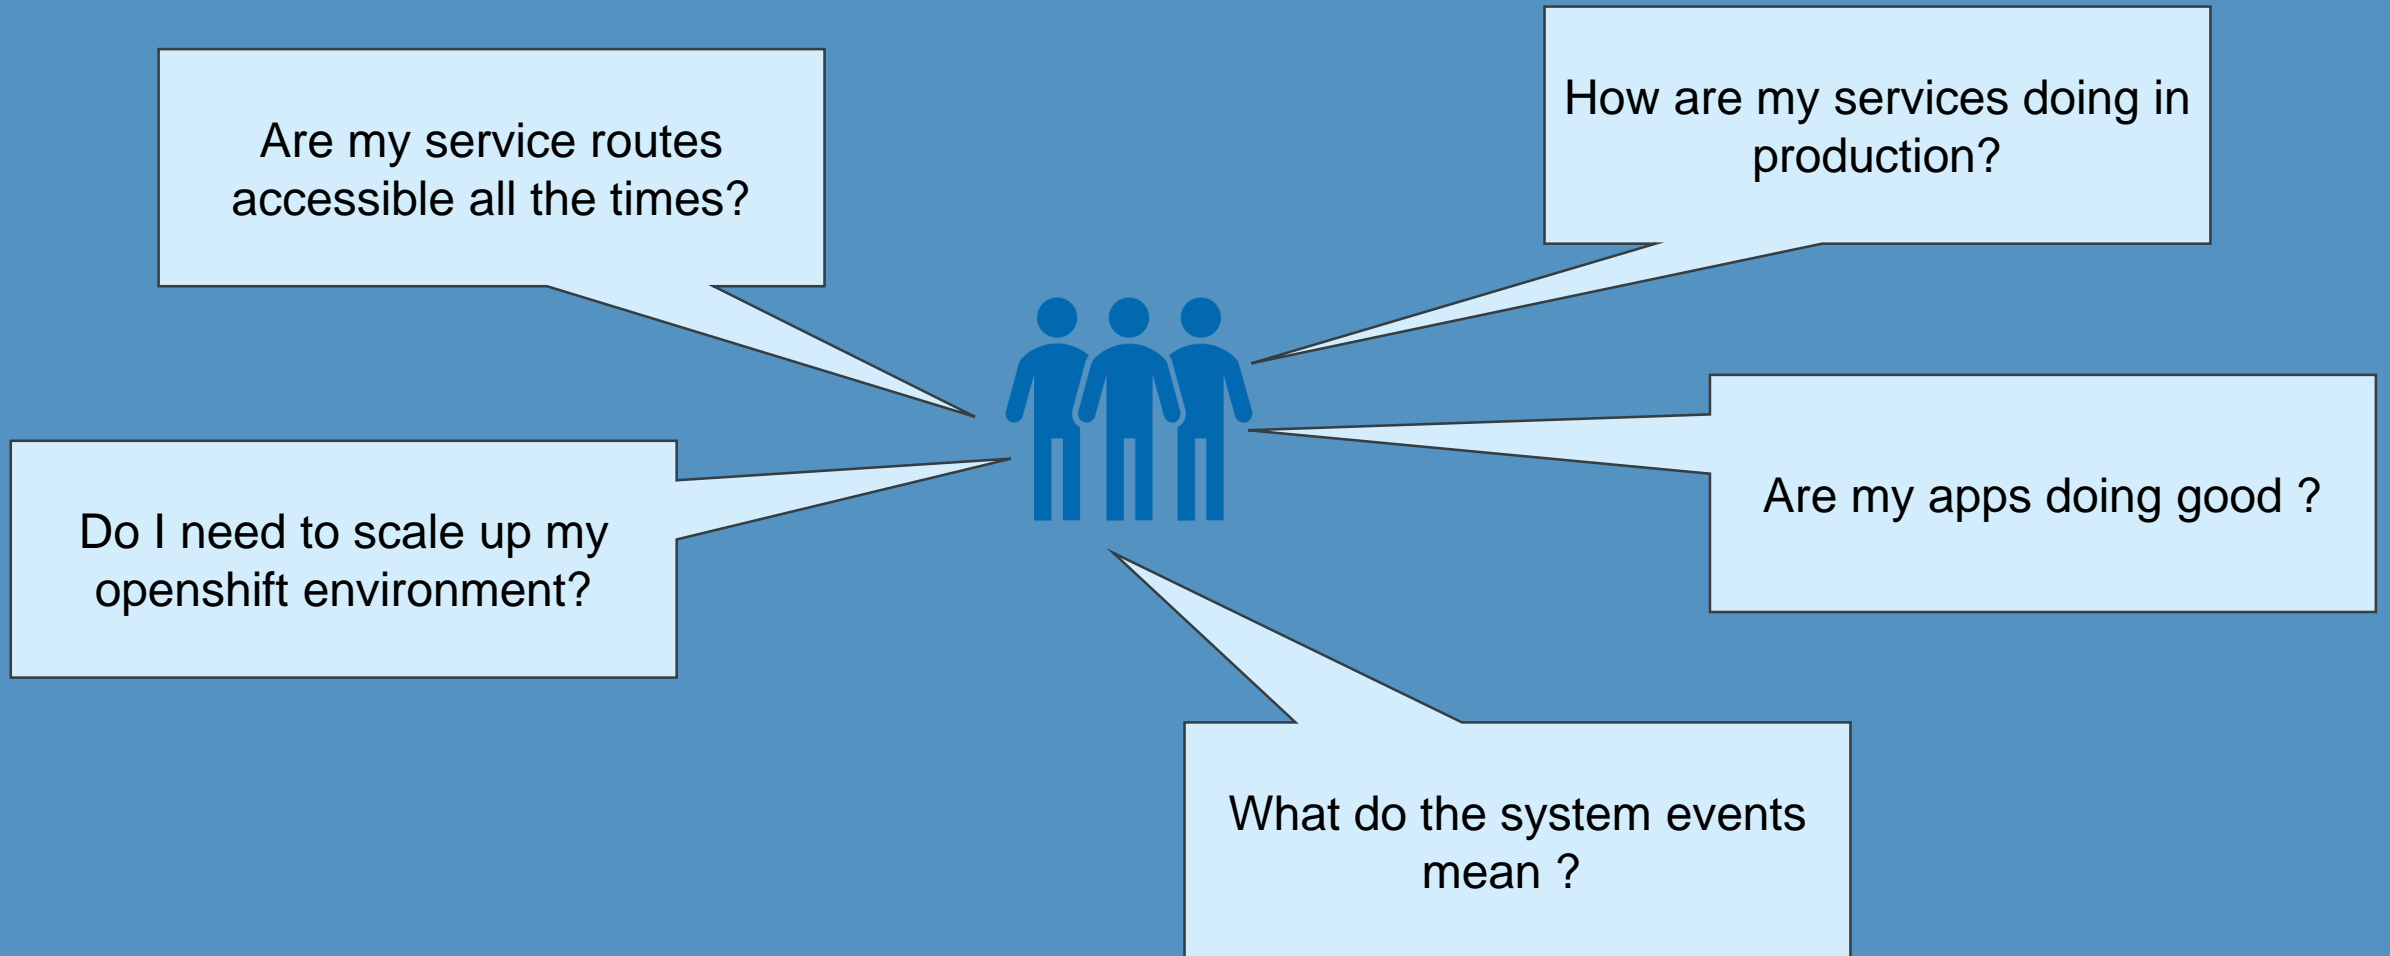 Are my service routes
accessible all the times?
How are my services doing in
production?
Do I need to scale up my
openshift environment?
Are my apps doing good ?
What do the system events
mean ?